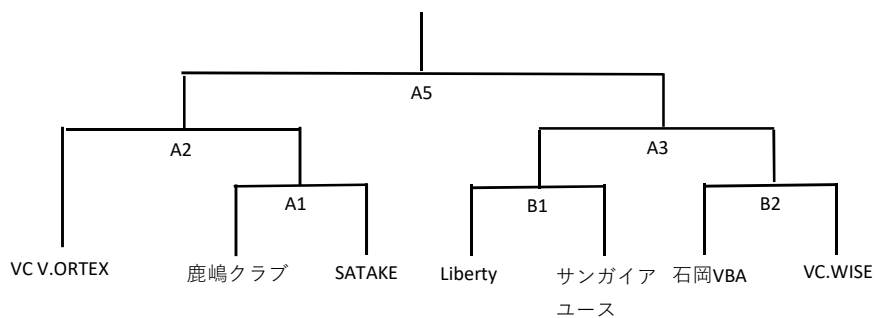 A5
A2
A3
A1
B1
B2
VC V.ORTEX
鹿嶋クラブ
SATAKE
Liberty
サンガイア
ユース
石岡VBA
VC.WISE